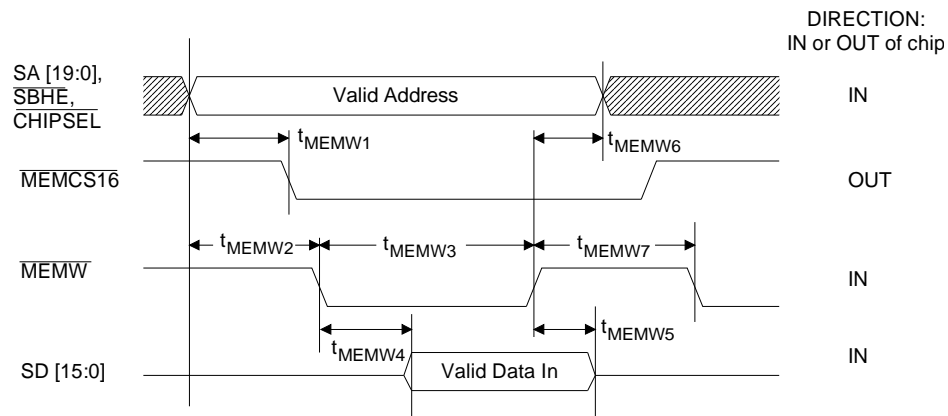 DIRECTION:
IN or OUT of chip
SA [19:0],
SBHE,
CHIPSEL
Valid Address
IN
tMEMW1
tMEMW6
MEMCS16
OUT
tMEMW2
tMEMW3
tMEMW7
MEMW
IN
tMEMW4
tMEMW5
SD [15:0]
Valid Data In
IN